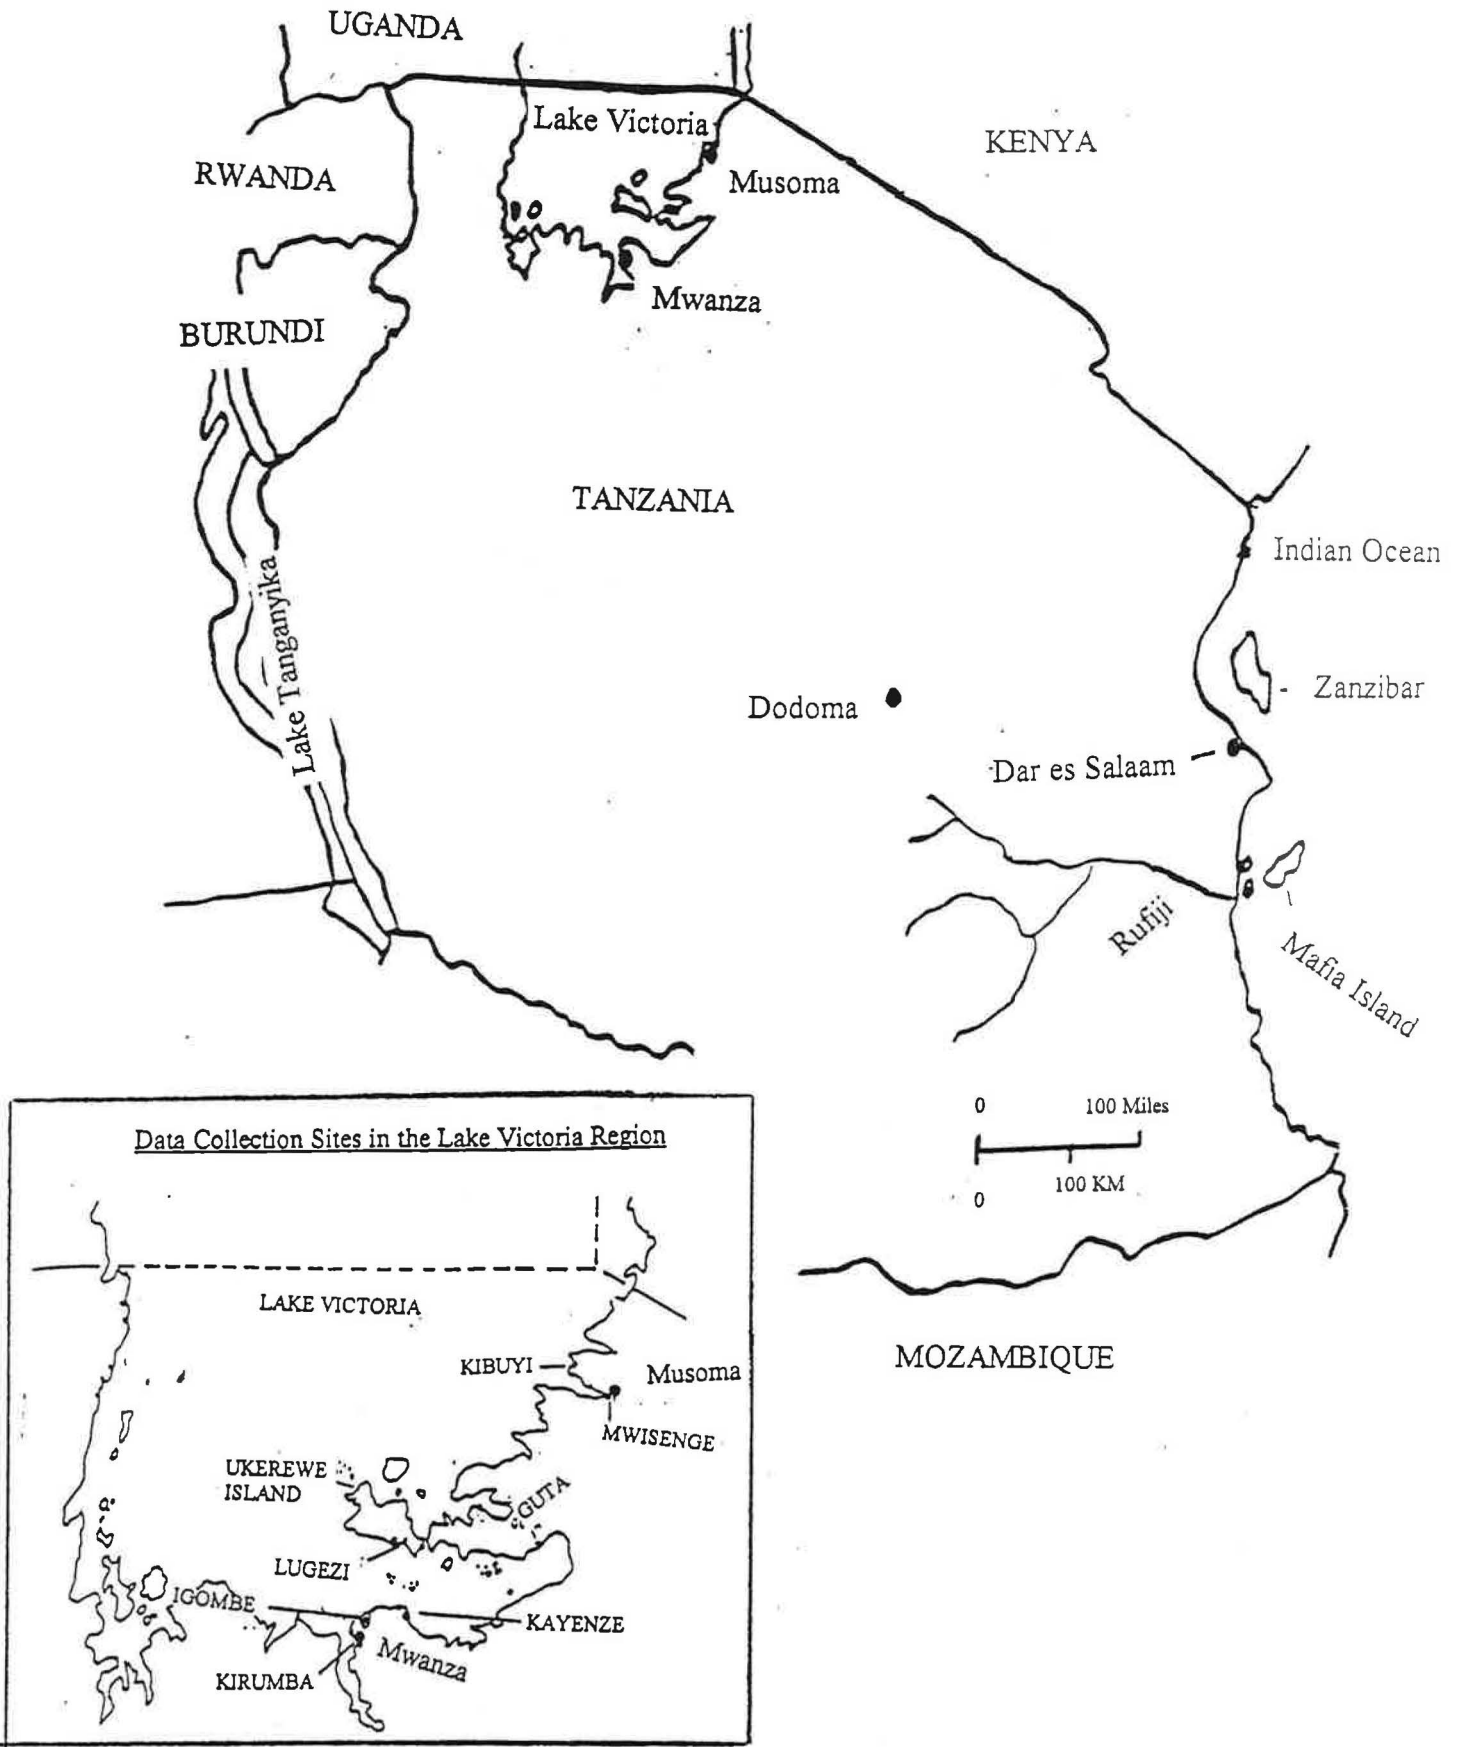 UGANDA
Lake Victoria
KENYA
RWANDA
Musoma
Mwanza
BURUNDI
TANZANIA
Indian Ocean
Lake Tanganyika
Zanzibar
Dodoma
Dar es Salaam
Rufiji
Mafia Island
0 100 Miles
0 100 KM
MOZAMBIQUE
Data Collection Sites in the Lake Victoria Region
LAKE VICTORIA
KIBUYI
Musoma
MWISENGE
UKEREWE
ISLAND
GUTA
LUGEZI
IGOMBE
KAYENZE
Mwanza
KIRUMBA